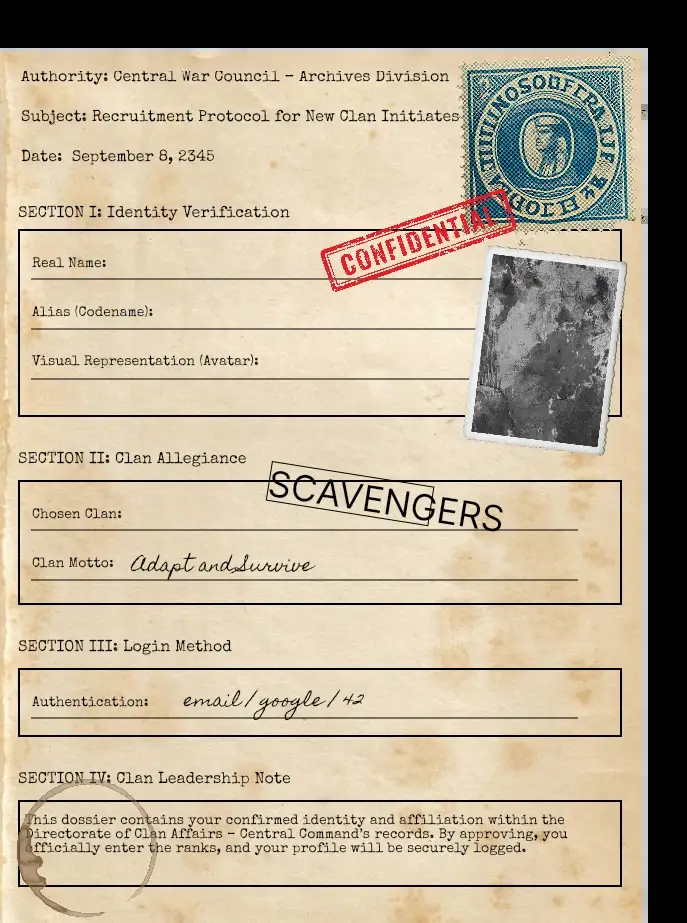 Authority: Central War Council - Archives Division
Subject: Recruitment Protocol for New Clan Initiates
Date: September 8, 2345
SECTION I: Identity Verification
CONFIDENTIAL
Real Name:
Alias (Codename):
Visual Representation (Avatar):
SECTION II: Clan Allegiance
SCAVENGERS
Chosen Clan:
Clan Motto: Adapt and Survive
SECTION III: Login Method
Authentication: email / google / 42
SECTION IV: Clan Leadership Note
This dossier contains your confirmed identity and affiliation within the
Directorate of Clan Affairs - Central Command's records. By approving, you
officially enter the ranks, and your profile will be securely logged.